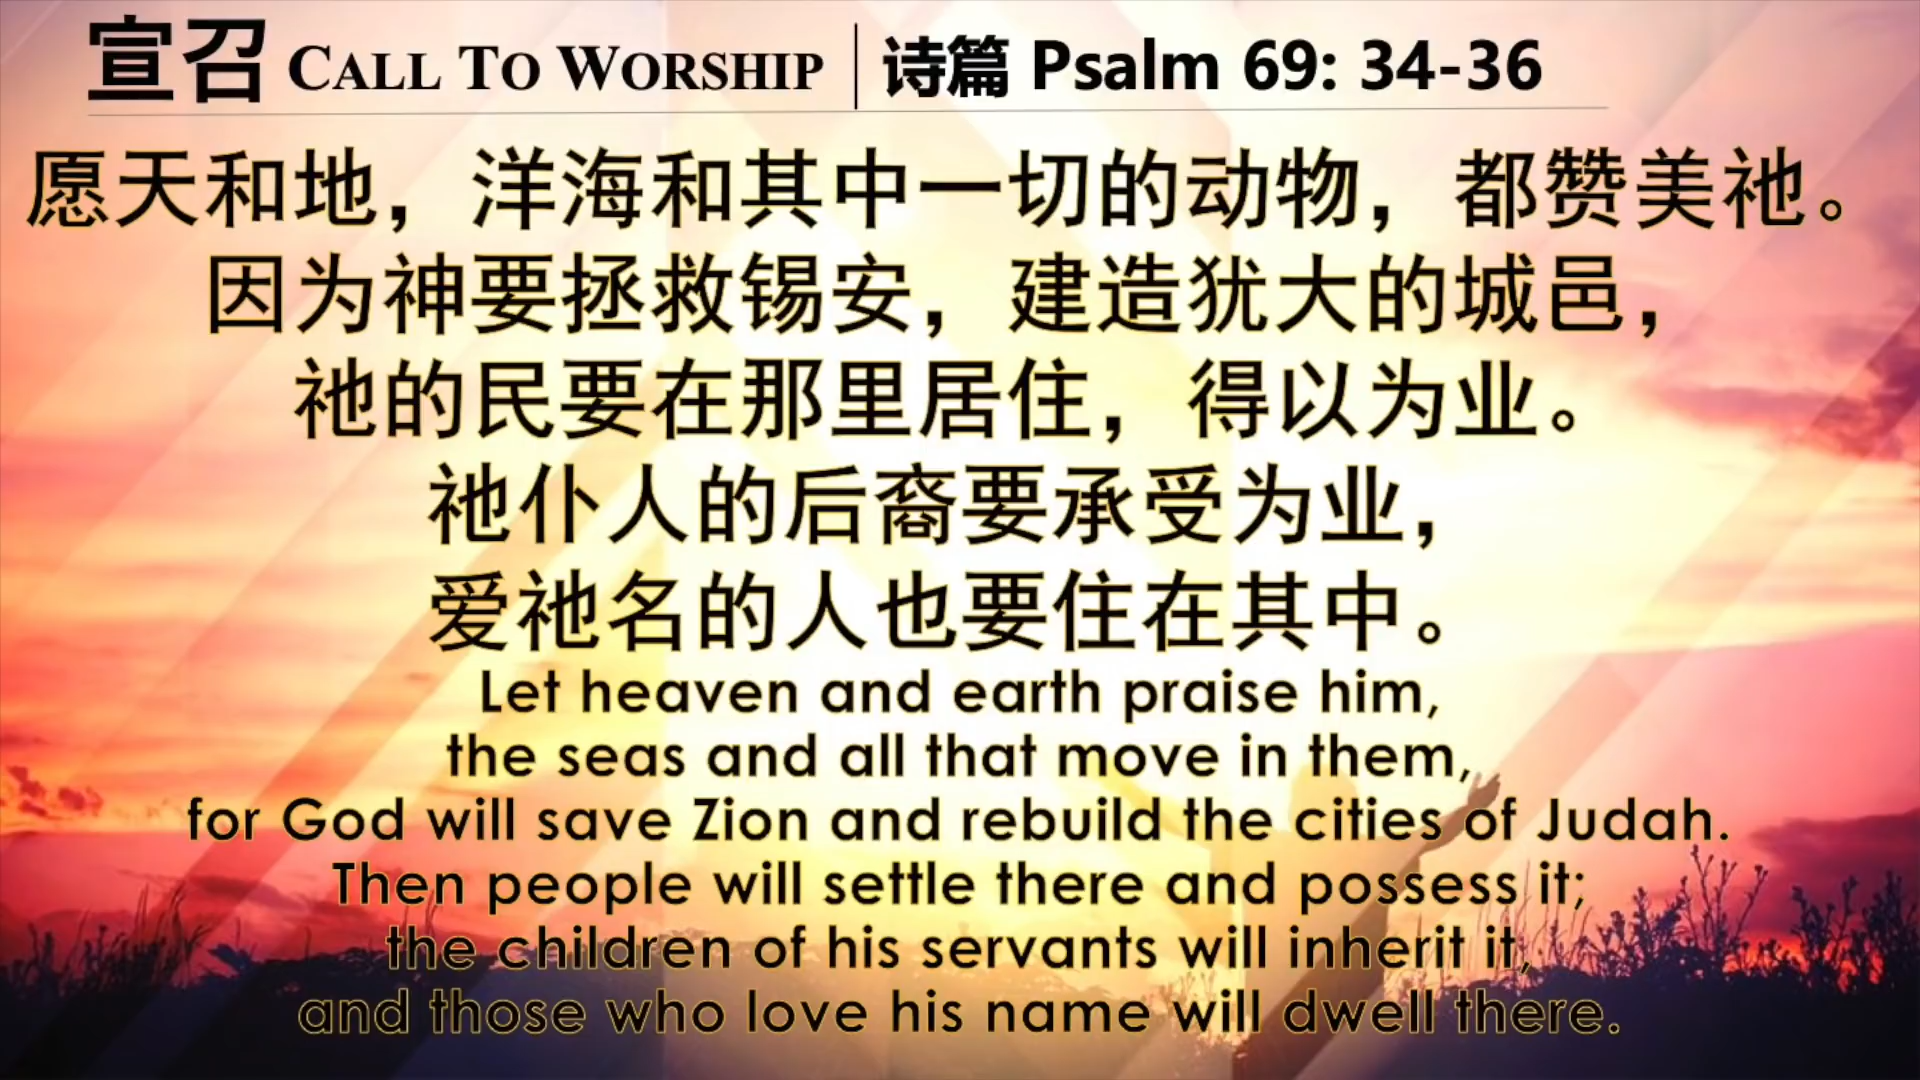 宣召 CALL TO WORSHIP 诗篇 Psalm 69: 34-36
愿天和地，洋海和其中一切的动物，都赞美祂。
因为神要拯救锡安，建造犹大的城邑，
祂的民要在那里居住，得以为业。
祂仆人的后裔要承受为业，
爱祂名的人也要住在其中。
Let heaven and earth praise him,
the seas and all that move in them,
for God will save Zion and rebuild the cities of Judah.
Then people will settle there and possess it;
the children of his servants will inherit it,
and those who love his name will dwell there.